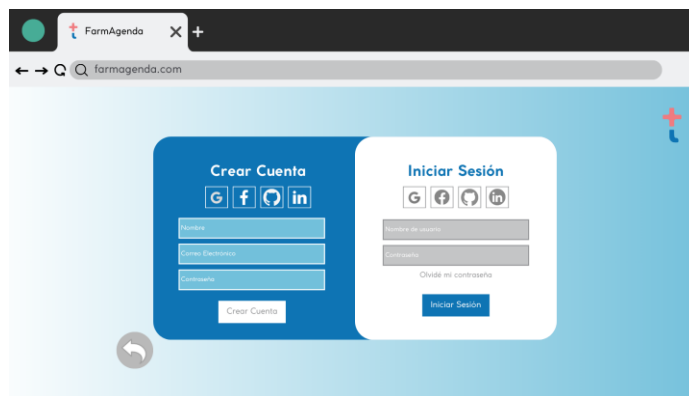 FarmAgenda
farmagenda.com
Crear Cuenta
Nombre
Correo Electrónico
Contraseña
Crear Cuenta
Iniciar Sesión
Nombre de usuario
Contraseña
Olvide mi contraseña
Iniciar Sesión